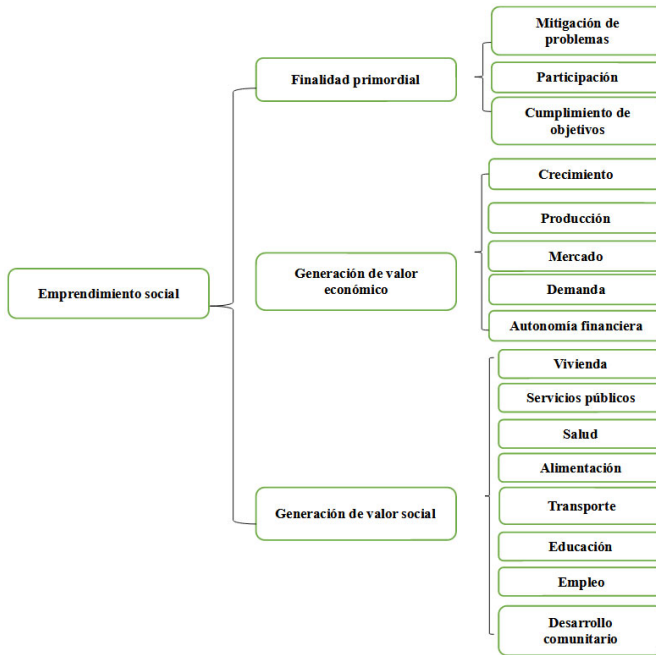 Emprendimiento social
Finalidad primordial
Mitigación de
problemas
Participación
Cumplimiento de
objetivos
Generación de valor
económico
Crecimiento
Producción
Mercado
Demanda
Autonomía financiera
Generación de valor social
Vivienda
Servicios públicos
Salud
Alimentación
Transporte
Educación
Empleo
Desarrollo
comunitario